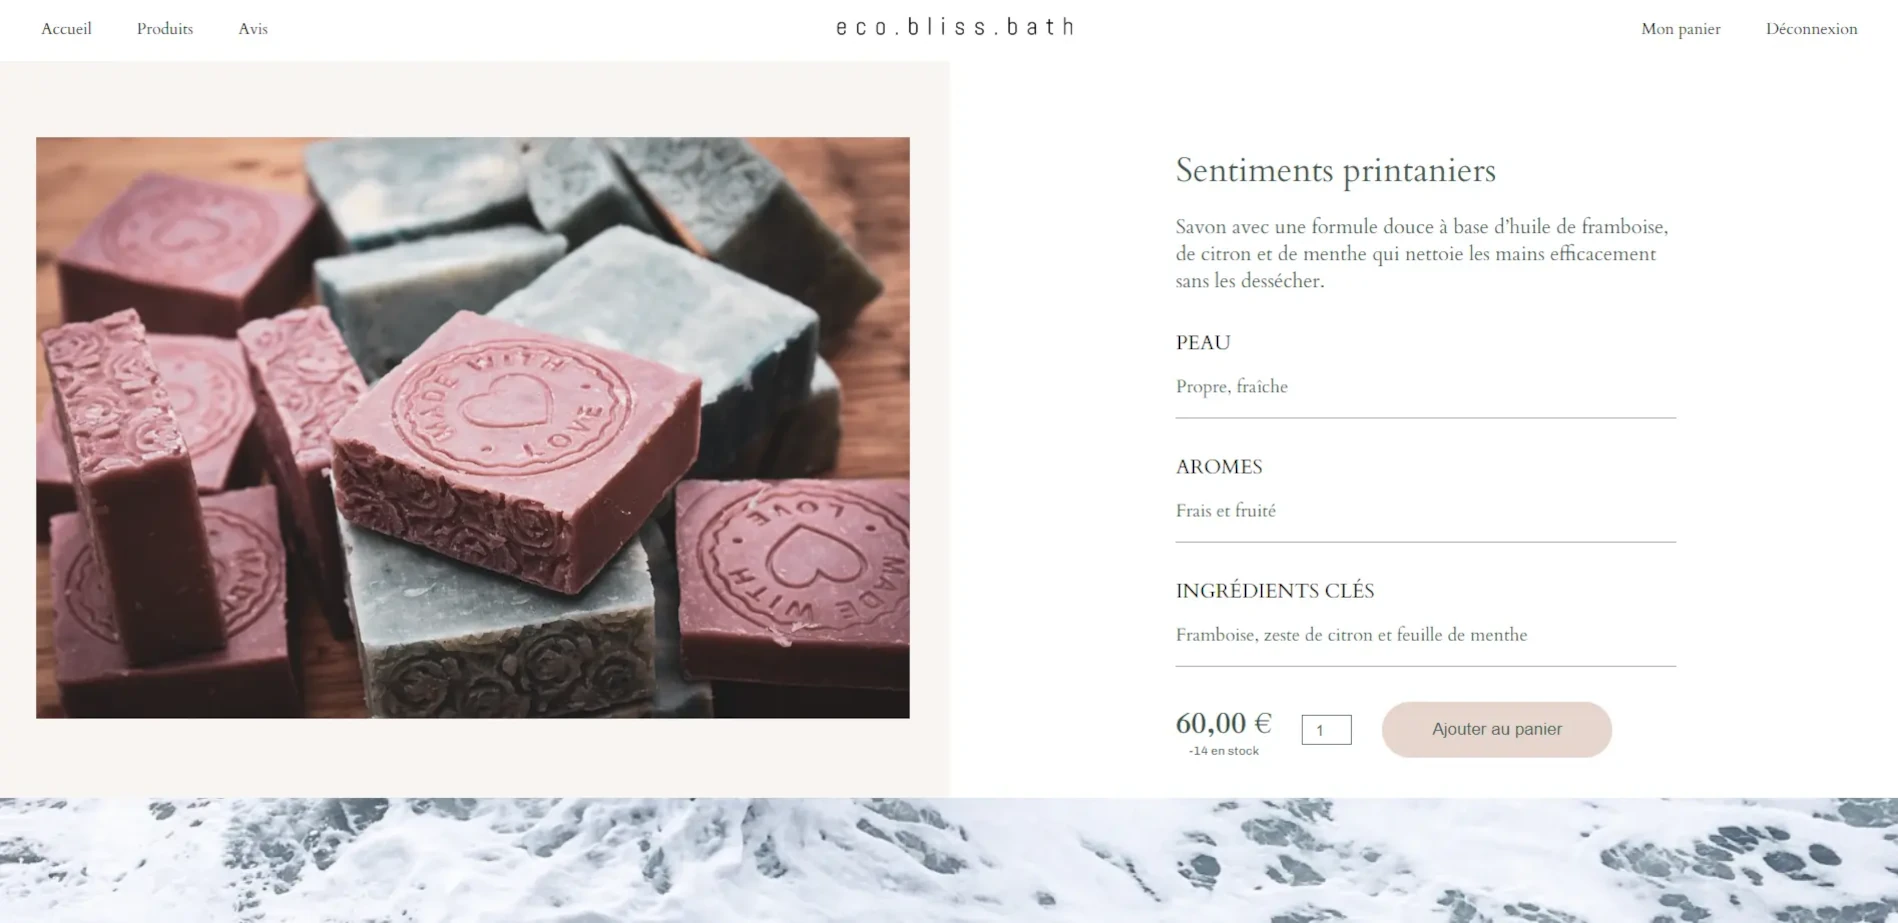 Accueil
Produits
Avis
eco.bliss.bath
Mon panier
Déconnexion
MADE WITH LOVE
MADE WITH LOVE
MADE
Sentiments printaniers
Savon avec une formule douce à base d'huile de framboise,
de citron et de menthe qui nettoie les mains efficacement
sans les dessécher.
PEAU
Propre, fraîche
AROMES
Frais et fruité
INGRÉDIENTS CLÉS
Framboise, zeste de citron et feuille de menthe
60,00 €
-14 en stock
1
Ajouter au panier